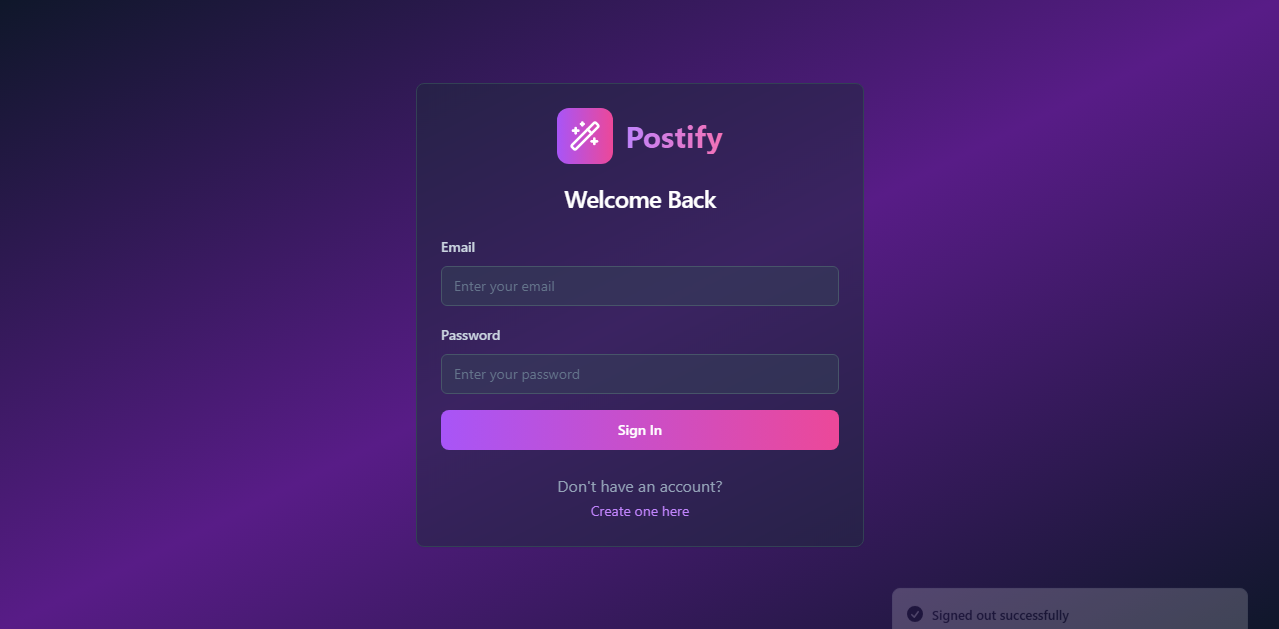 Postify
Welcome Back
Email
Enter your email
Password
Enter your password
Sign In
Don't have an account?
Create one here
Signed out successfully